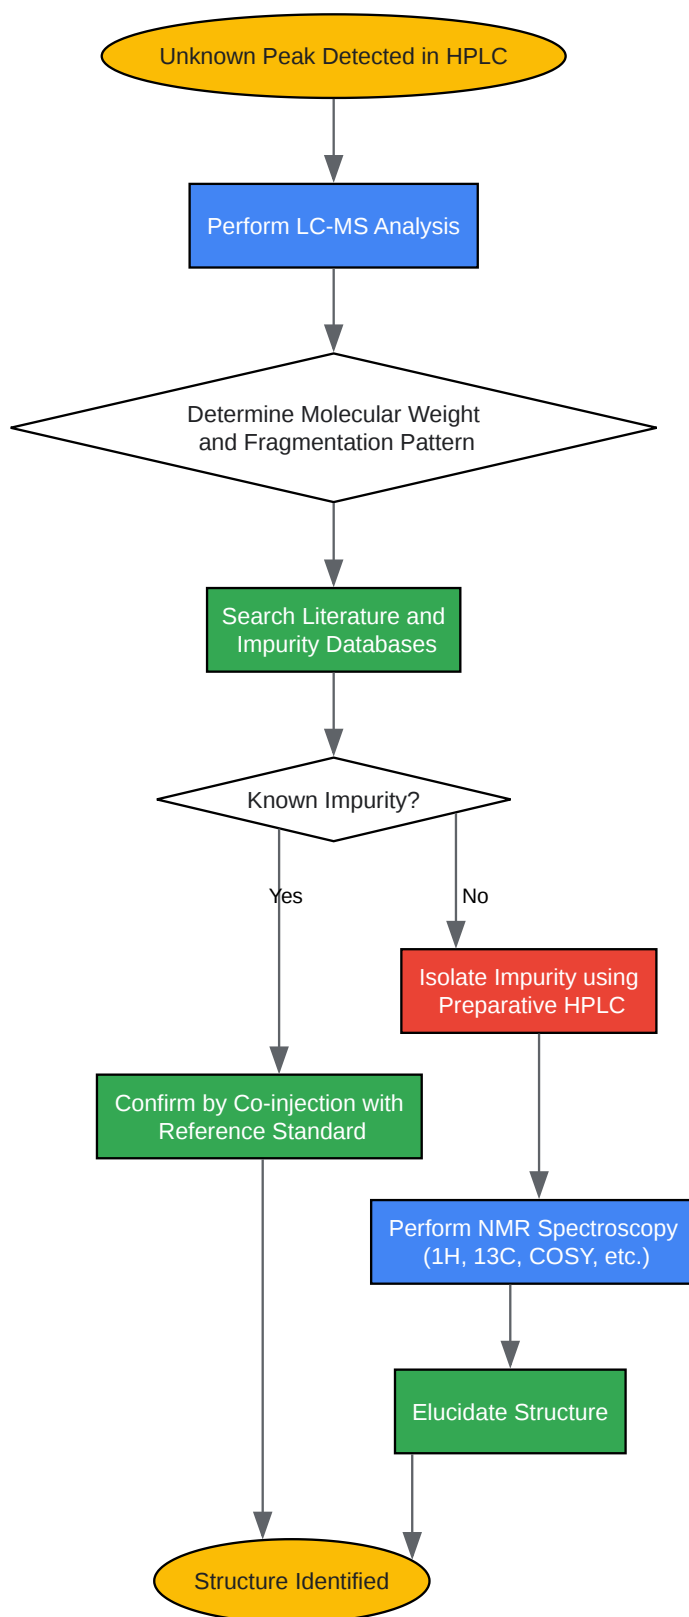 Unknown Peak Detected in HPLC
Perform LC-MS Analysis
Determine Molecular Weight
and Fragmentation Pattern
Search Literature and
Impurity Databases
Known Impurity?
Yes
No
Isolate Impurity using
Preparative HPLC
Confirm by Co-injection with
Reference Standard
Perform NMR Spectroscopy
(1H, 13C, COSY, etc.)
Elucidate Structure
Structure Identified